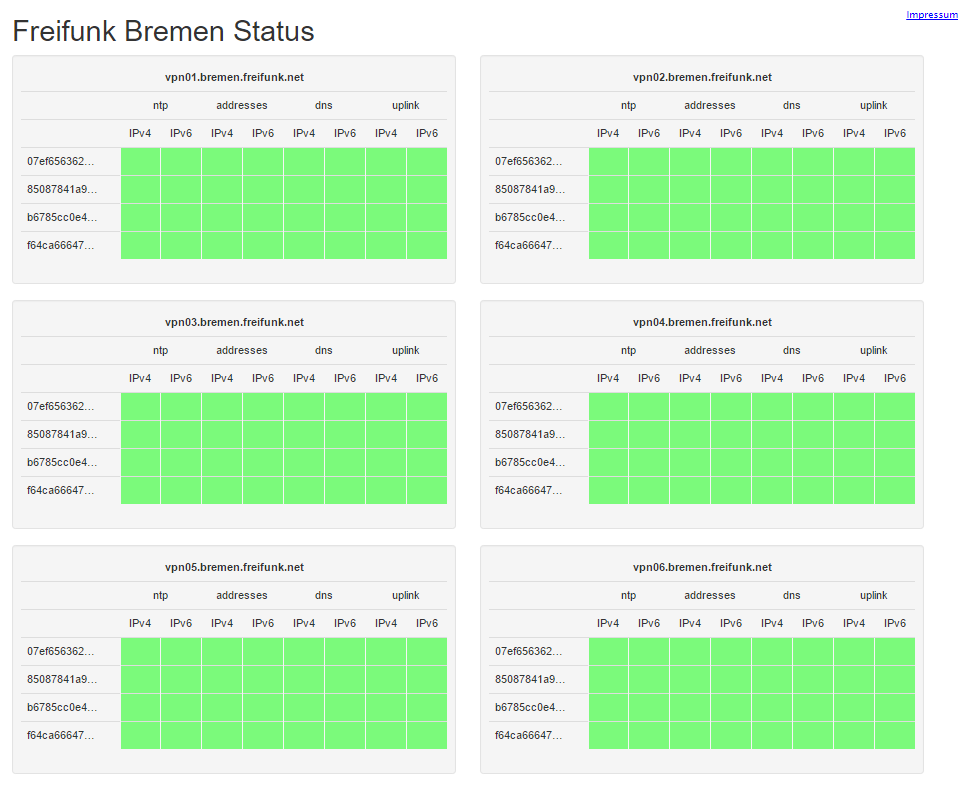 Impressum
Freifunk Bremen Status
vpn01.bremen.freifunk.net
ntp addresses dns uplink
IPv4 IPv6 IPv4 IPv6 IPv4 IPv6 IPv4 IPv6
07ef656362...
85087841a9...
b6785cc0e4...
f64ca66647...
vpn02.bremen.freifunk.net
ntp addresses dns uplink
IPv4 IPv6 IPv4 IPv6 IPv4 IPv6 IPv4 IPv6
07ef656362...
85087841a9...
b6785cc0e4...
f64ca66647...
vpn03.bremen.freifunk.net
ntp addresses dns uplink
IPv4 IPv6 IPv4 IPv6 IPv4 IPv6 IPv4 IPv6
07ef656362...
85087841a9...
b6785cc0e4...
f64ca66647...
vpn04.bremen.freifunk.net
ntp addresses dns uplink
IPv4 IPv6 IPv4 IPv6 IPv4 IPv6 IPv4 IPv6
07ef656362...
85087841a9...
b6785cc0e4...
f64ca66647...
vpn05.bremen.freifunk.net
ntp addresses dns uplink
IPv4 IPv6 IPv4 IPv6 IPv4 IPv6 IPv4 IPv6
07ef656362...
85087841a9...
b6785cc0e4...
f64ca66647...
vpn06.bremen.freifunk.net
ntp addresses dns uplink
IPv4 IPv6 IPv4 IPv6 IPv4 IPv6 IPv4 IPv6
07ef656362...
85087841a9...
b6785cc0e4...
f64ca66647...